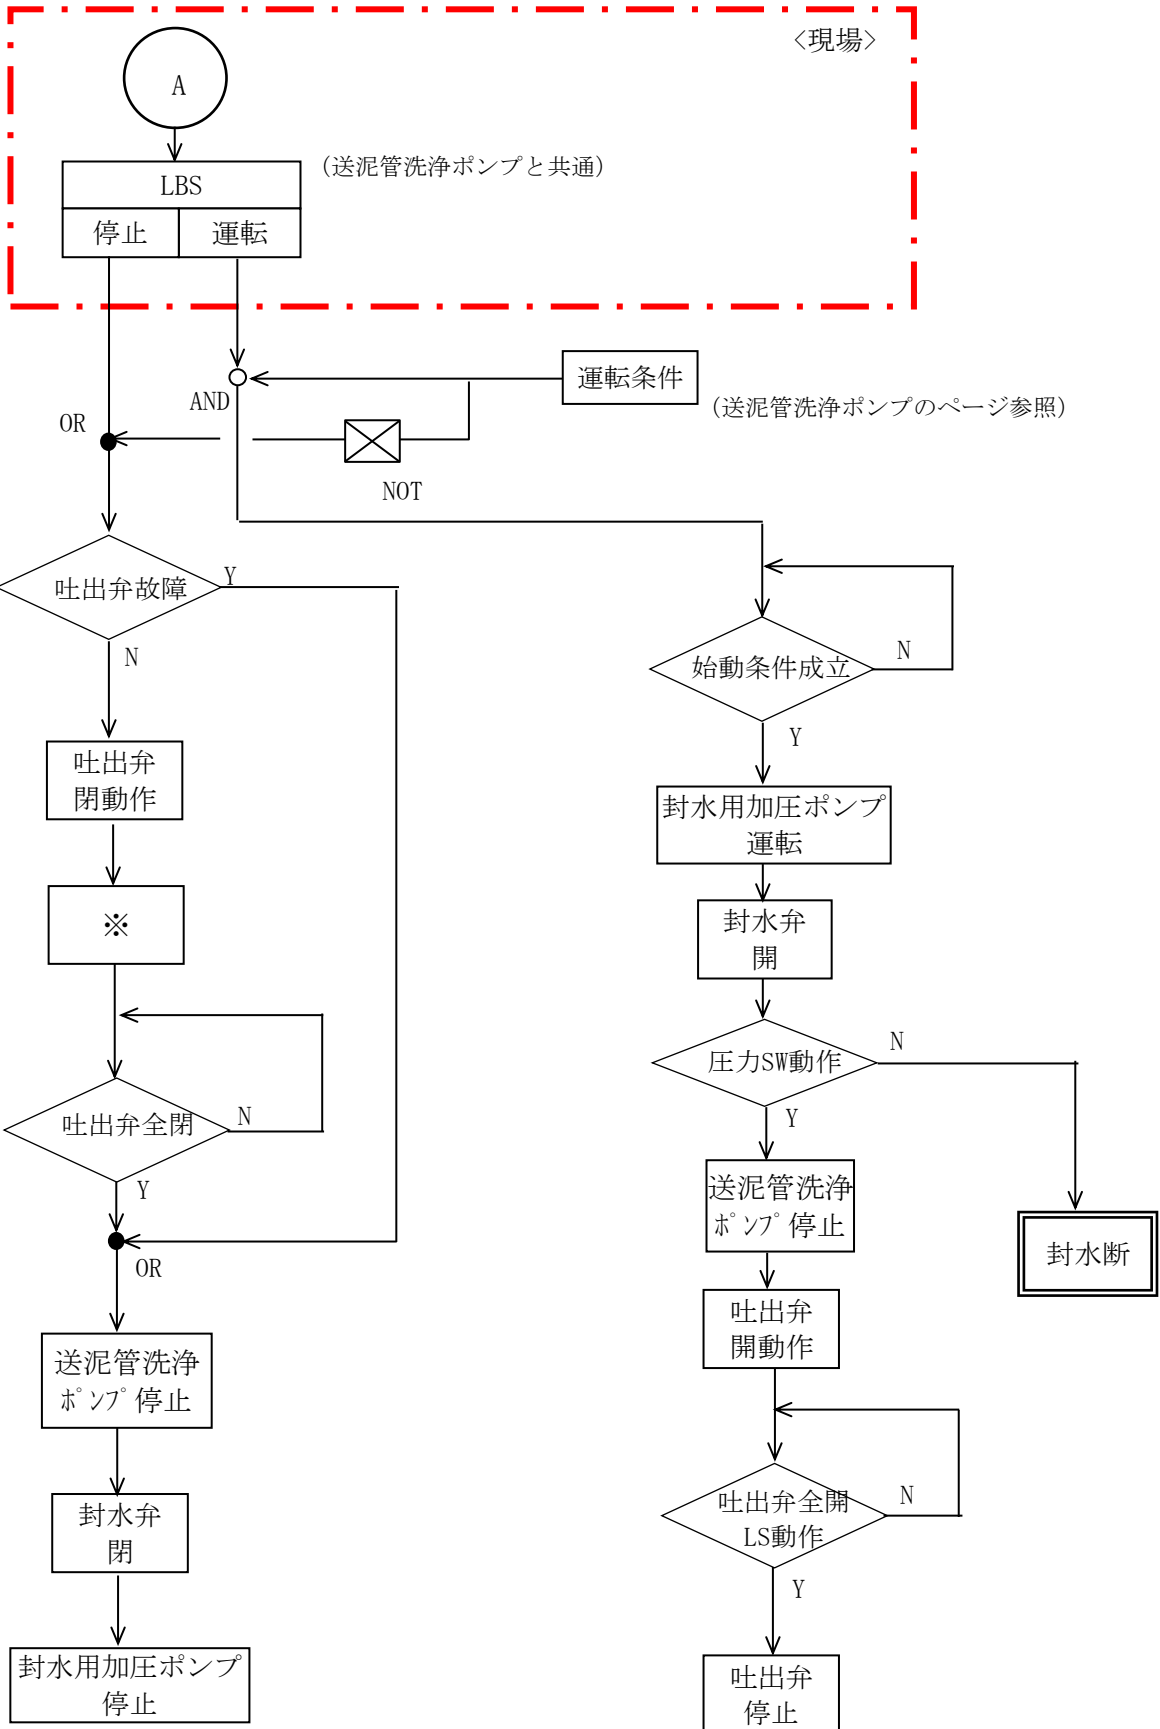 <現場>
A
(送泥管洗浄ポンプと共通)
LBS
停止
運転
運転条件
(送泥管洗浄ポンプのページ参照)
AND
OR
NOT
吐出弁故障
Y
N
吐出弁
閉動作
※
吐出弁全閉
N
Y
OR
送泥管洗浄
ﾎﾟﾝﾌﾟ停止
封水弁
閉
封水用加圧ポンプ
停止
始動条件成立
N
Y
封水用加圧ポンプ
運転
封水弁
開
圧力SW動作
N
Y
送泥管洗浄
ﾎﾟﾝﾌﾟ停止
封水断
吐出弁
開動作
吐出弁全開
LS動作
N
Y
吐出弁
停止